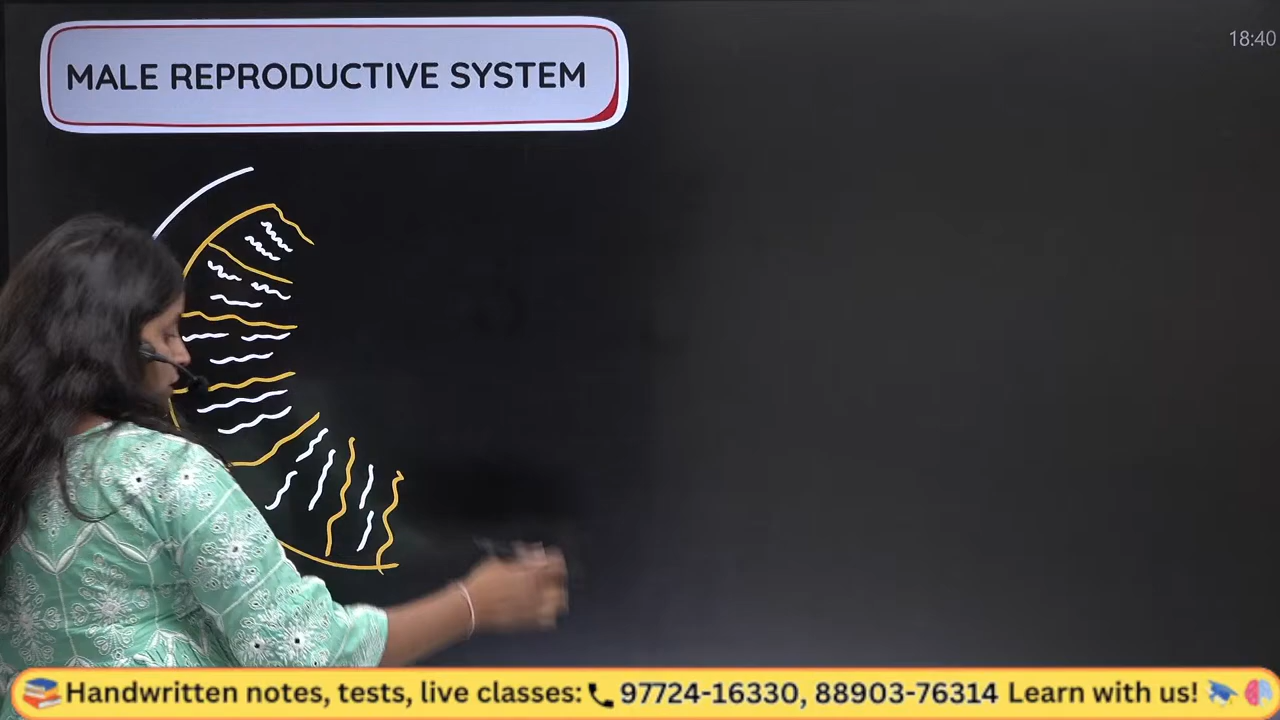 MALE REPRODUCTIVE SYSTEM
18:40
Handwritten notes, tests, live classes: 97724-16330, 88903-76314 Learn with us!